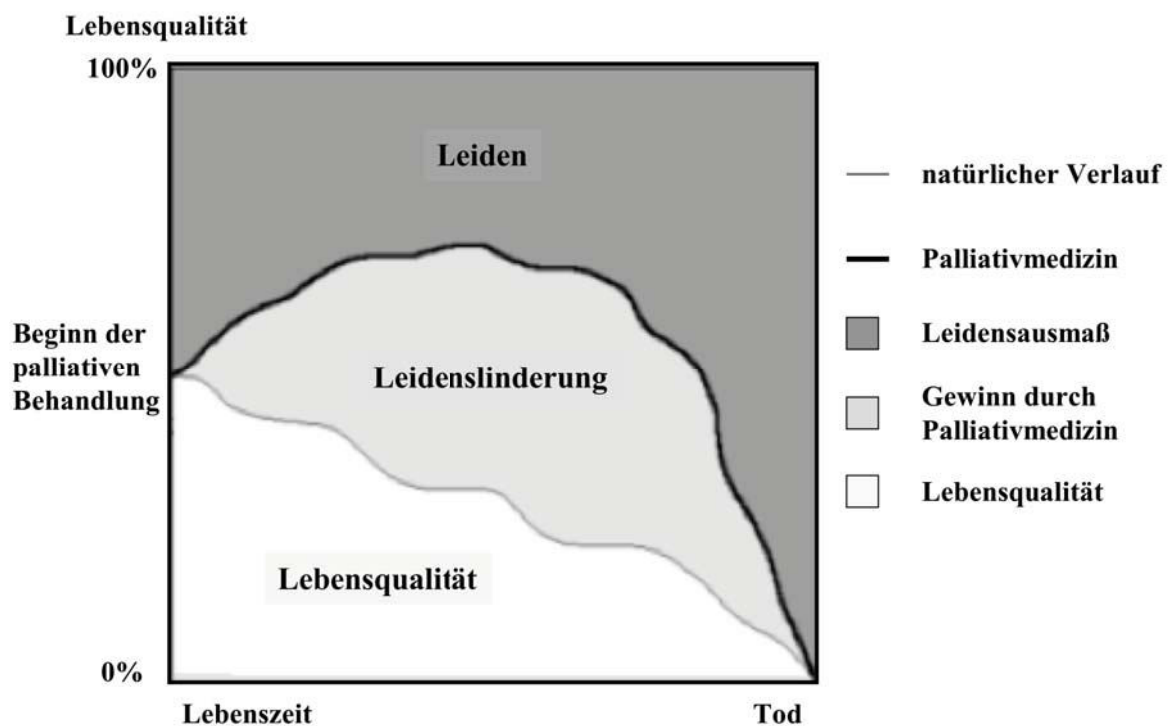 Lebensqualität
100%
Leiden
natürlicher Verlauf
Palliativmedizin
Leidensausmaß
Beginn der
palliativen
Behandlung
Leidenslinderung
Gewinn durch
Palliativmedizin
Lebensqualität
Lebensqualität
0%
Lebenszeit
Tod